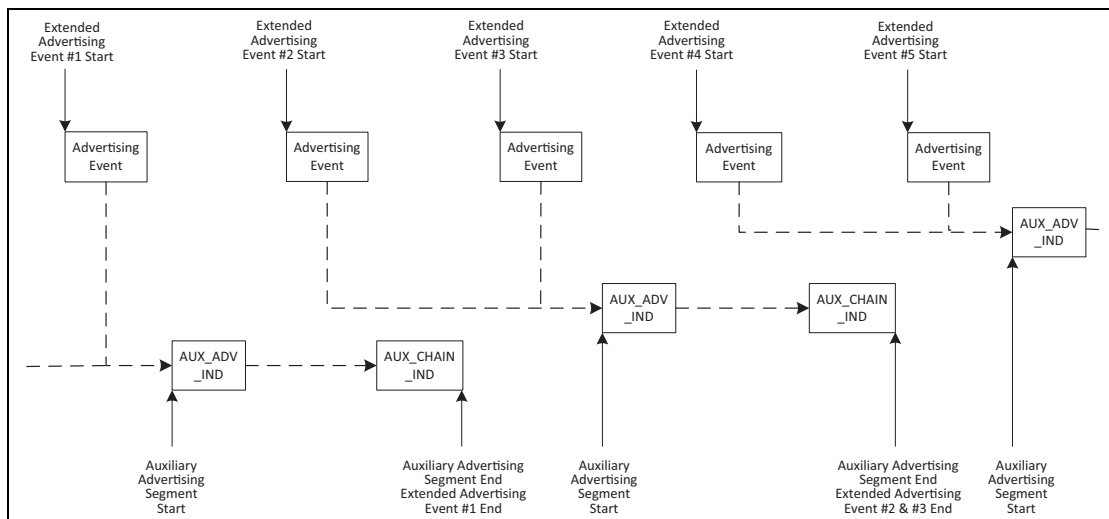 Extended
Advertising
Event #1 Start
Extended
Advertising
Event #2 Start
Extended
Advertising
Event #3 Start
Extended
Advertising
Event #4 Start
Extended
Advertising
Event #5 Start
Advertising
Event
Advertising
Event
Advertising
Event
Advertising
Event
Advertising
Event
AUX_ADV
_IND
AUX_ADV
_IND
AUX_CHAIN
_IND
AUX_ADV
_IND
AUX_CHAIN
_IND
Auxiliary
Advertising
Segment
Start
Auxiliary Advertising
Segment End
Extended Advertising
Event #1 End
Auxiliary
Advertising
Segment
Start
Auxiliary Advertising
Segment End
Extended Advertising
Event #2 & #3 End
Auxiliary
Advertising
Segment
Start